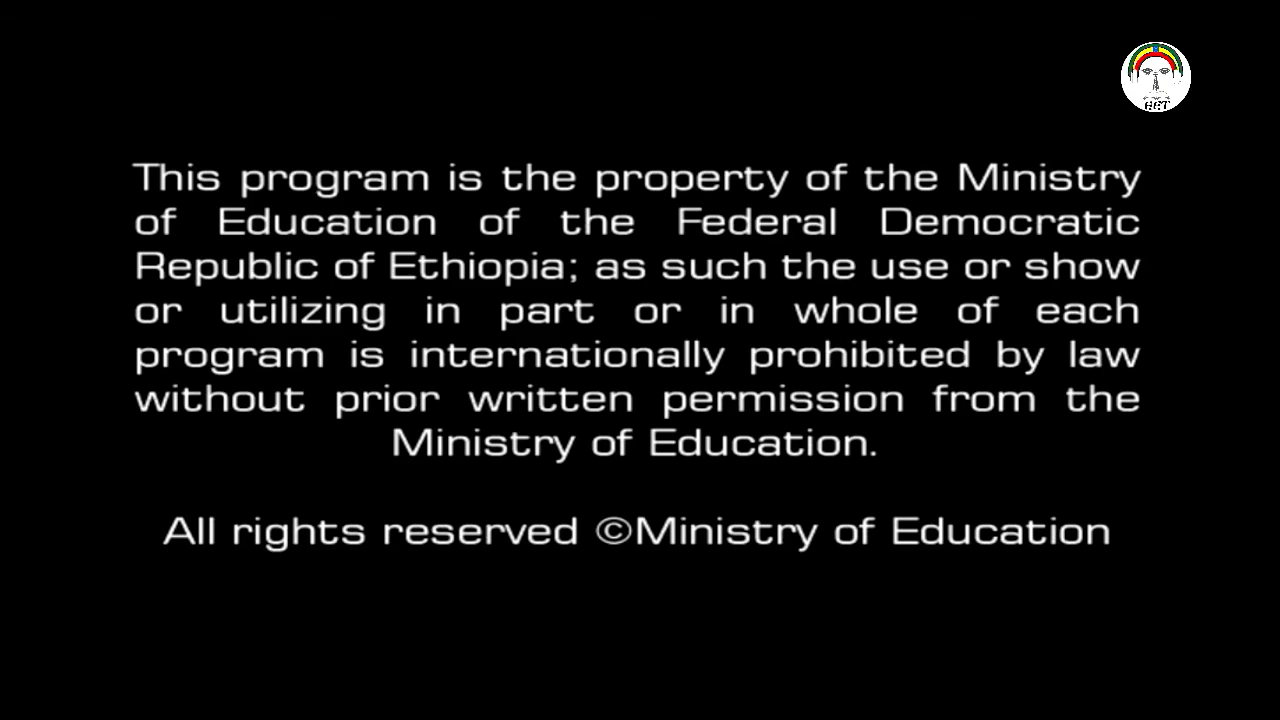 This program is the property of the Ministry
of Education of the Federal Democratic
Republic of Ethiopia; as such the use or show
or utilizing in part or in whole of each
program is internationally prohibited by law
without prior written permission from the
Ministry of Education.
All rights reserved ©Ministry of Education